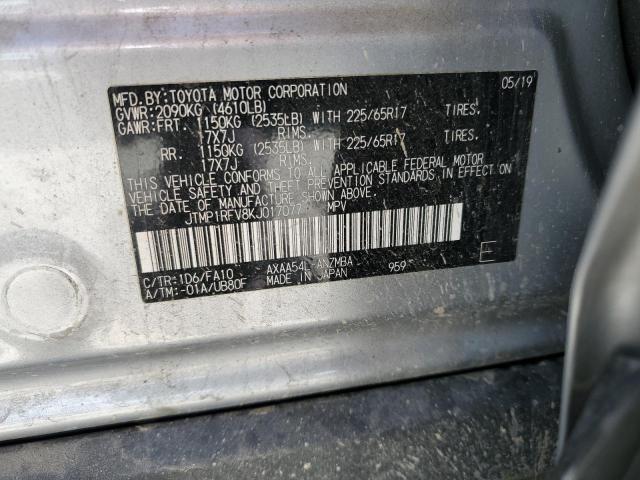 MFD.BY:TOYOTA MOTOR CORPORATION 05/19
GVWR:2090KG (4610LB)
GAWR:FRT. 1150KG (2535LB) WITH 225/65R17 TIRES.
17X7J RIMS.
RR. 1150KG (2535LB) WITH 225/65R17 TIRES.
17X7J RIMS.
THIS VEHICLE CONFORMS TO ALL APPLICABLE FEDERAL MOTOR
VEHICLE SAFETY AND THEFT PREVENTION STANDARDS IN EFFECT ON
THE DATE OF MANUFACTURE SHOWN ABOVE.
MPV
C/TR:1D6/FA10 AXAA54L-ANZMBA 959 E
A/TM:-01A/UB80F MADE IN JAPAN